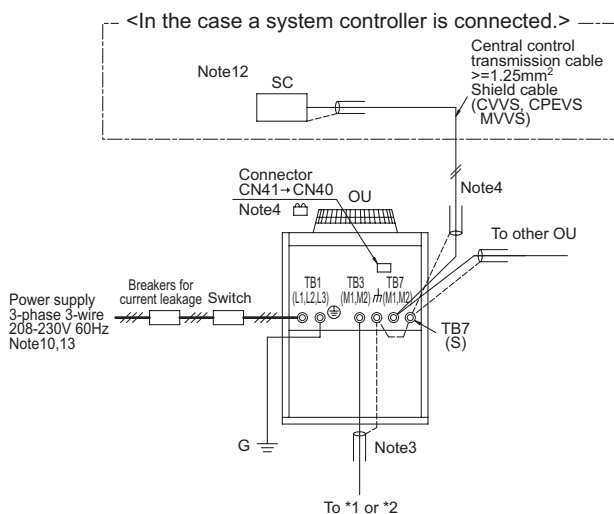 <In the case a system controller is connected.>
Note12
SC
Central control
transmission cable
>=1.25mm²
Shield cable
(CVVS, CPEVS
MVVS)
Connector
CN41→CN40
Note4
OU
Note4
To other OU
TB1
(L1,L2,L3)
TB3
(M1,M2)
TB7
(M1,M2)
Power supply
3-phase 3-wire
208-230V 60Hz
Note10,13
Breakers for
current leakage
Switch
TB7
(S)
G
Note3
To *1 or *2